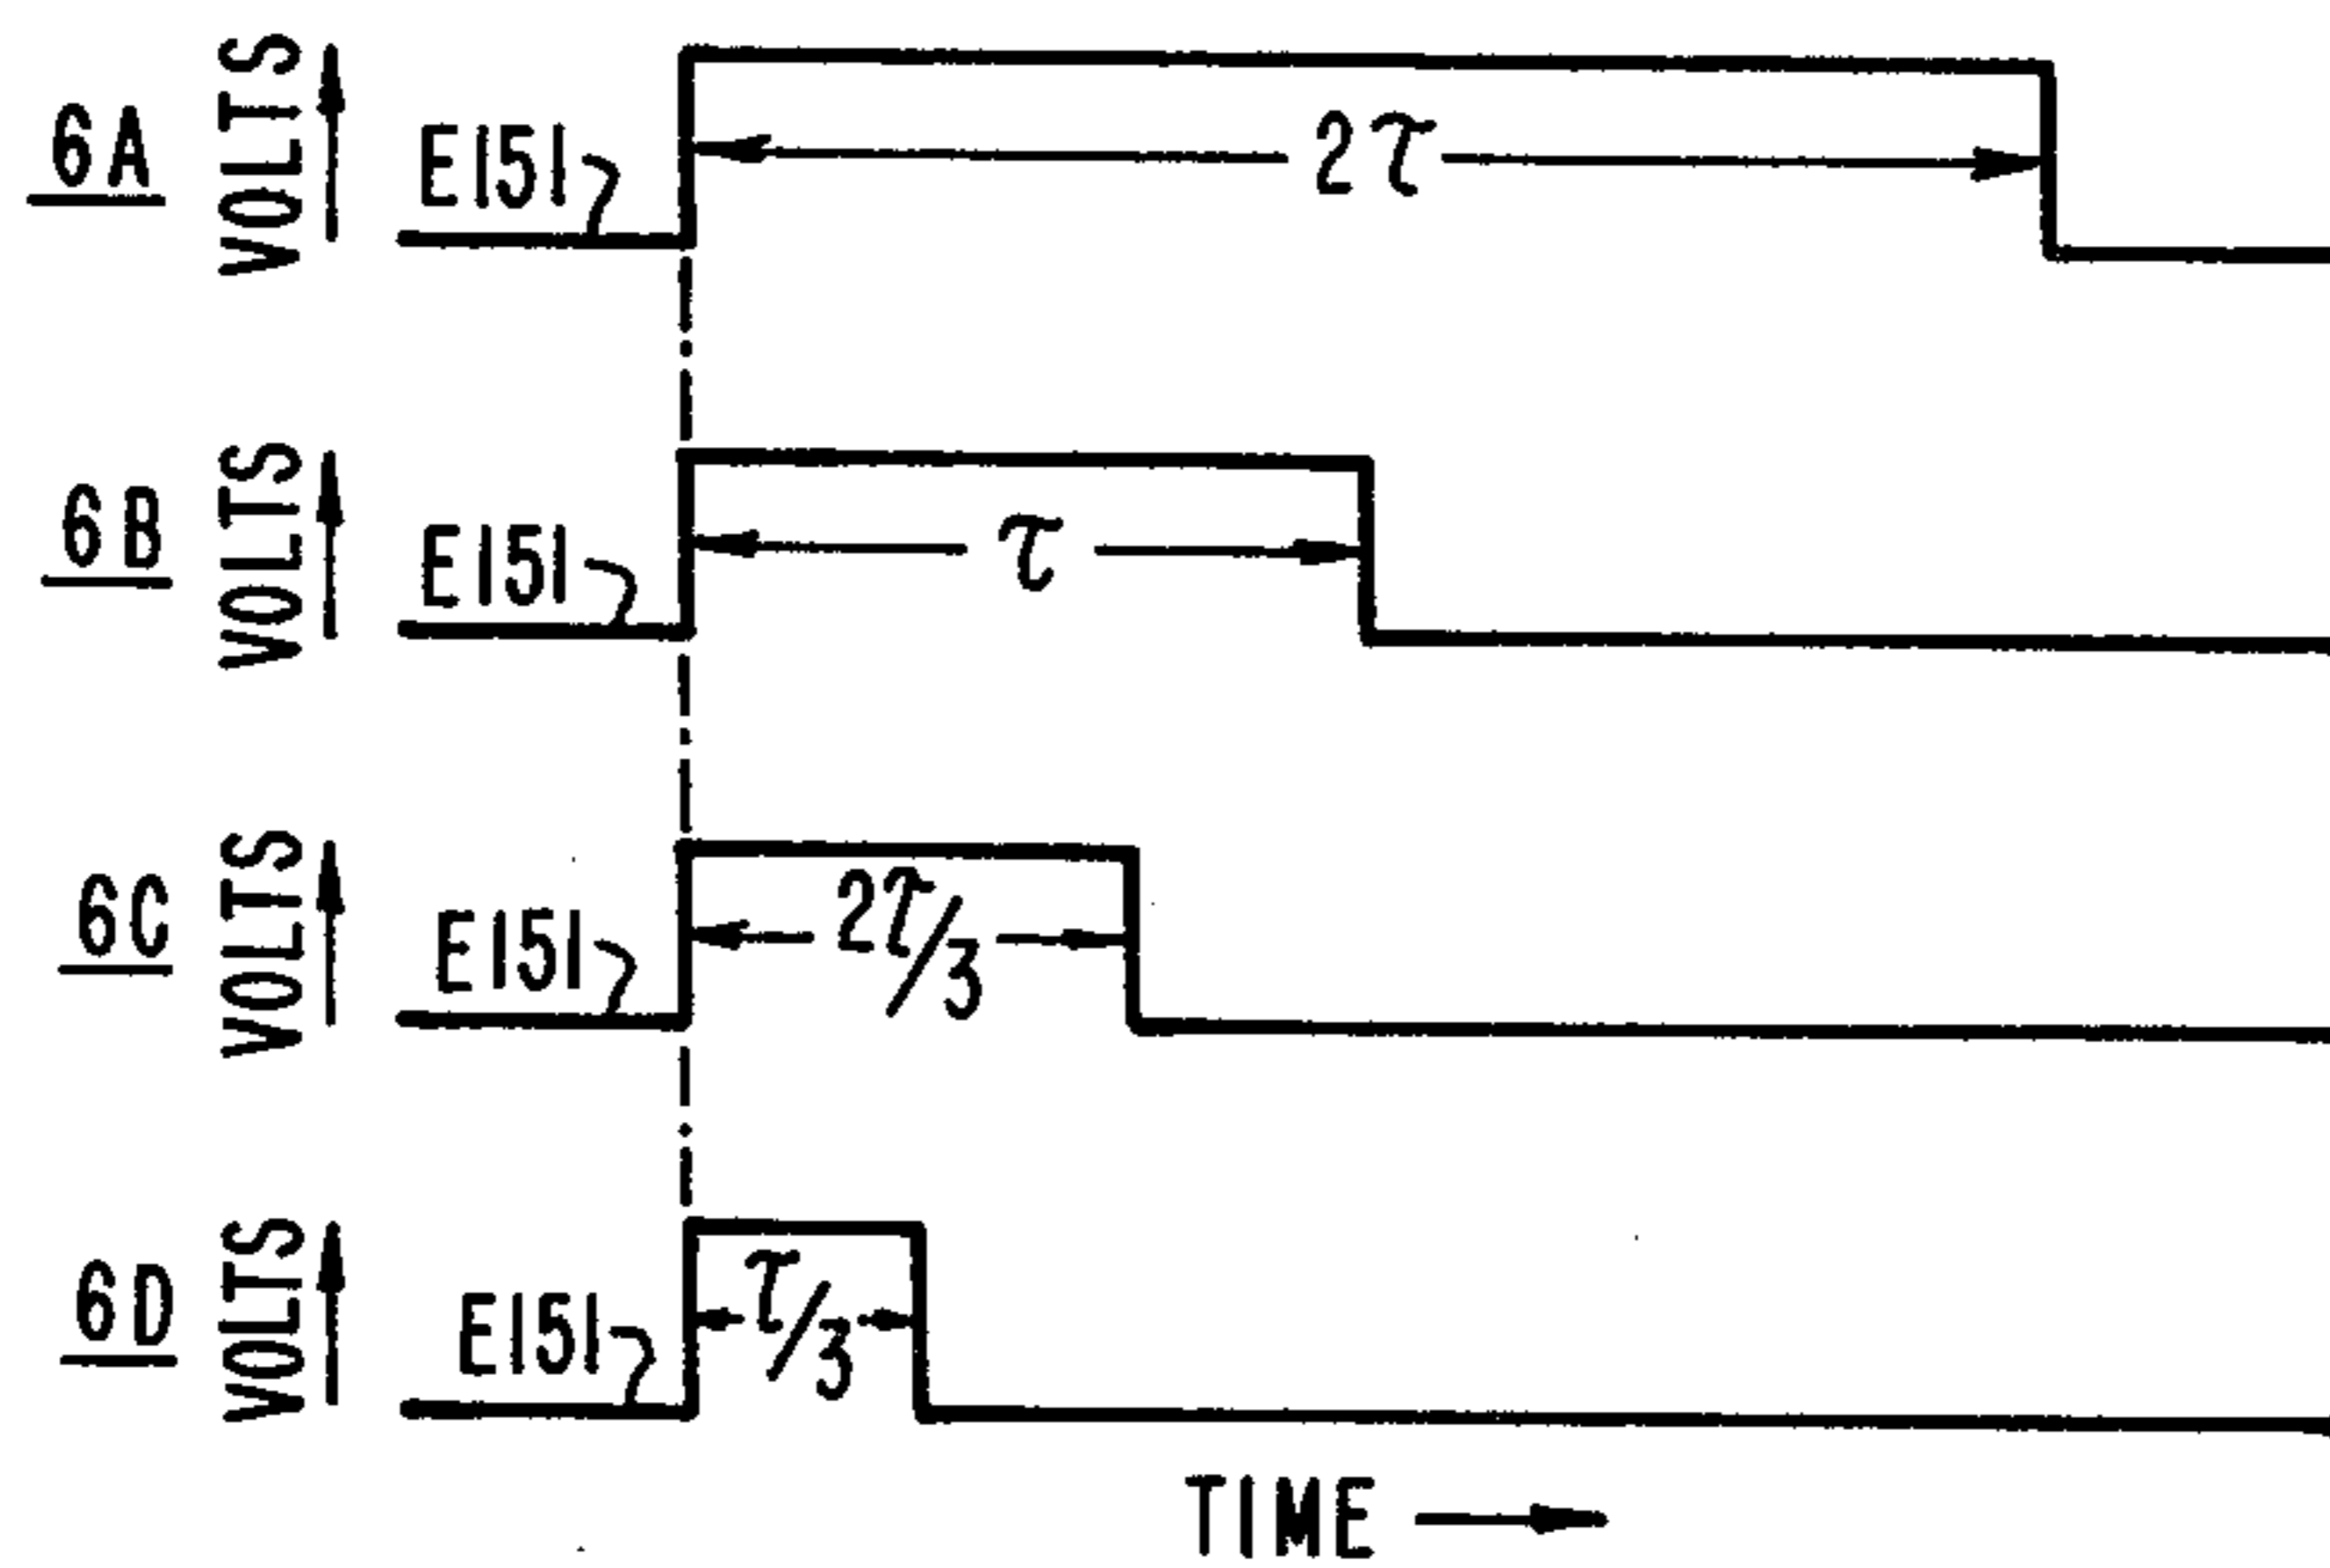 6A VOLTS E151 2τ
6B VOLTS E151 τ
6C VOLTS E151 2τ/3
6D VOLTS E151 τ/3
TIME